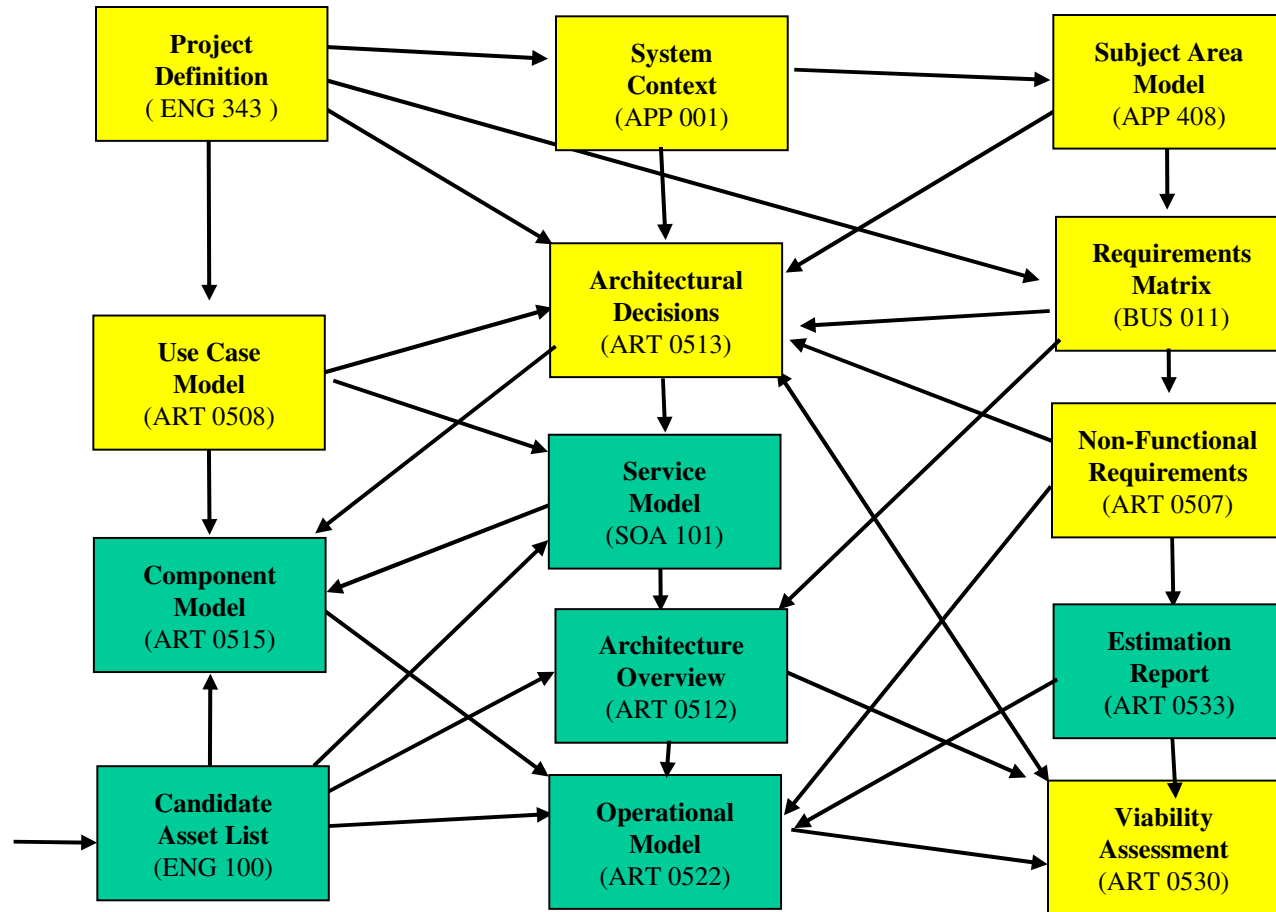 Project
Definition
( ENG 343 )
System
Context
(APP 001)
Subject Area
Model
(APP 408)
Architectural
Decisions
(ART 0513)
Requirements
Matrix
(BUS 011)
Use Case
Model
(ART 0508)
Service
Model
(SOA 101)
Non-Functional
Requirements
(ART 0507)
Component
Model
(ART 0515)
Architecture
Overview
(ART 0512)
Estimation
Report
(ART 0533)
Candidate
Asset List
(ENG 100)
Operational
Model
(ART 0522)
Viability
Assessment
(ART 0530)